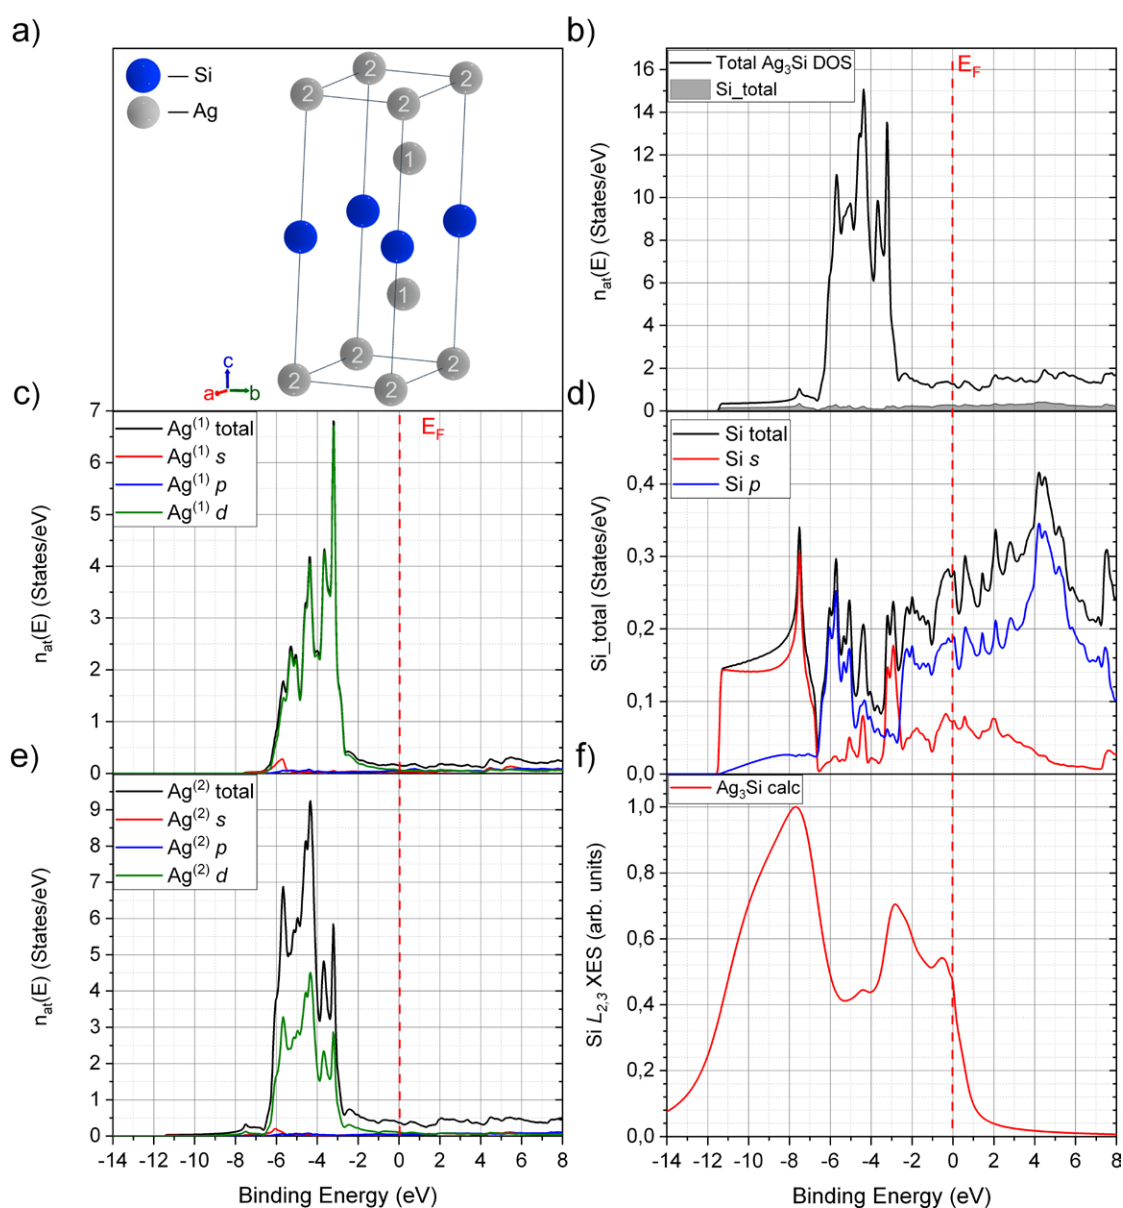 a)
Si
Ag
2
2
2
2
1
1
2
2
2
2
c
a
b
b)
Total Ag₃Si DOS
Si_total
E_F
n_at(E) (States/eV)
17
16
14
12
10
8
6
4
2
0
c)
Ag⁽¹⁾ total
Ag⁽¹⁾ s
Ag⁽¹⁾ p
Ag⁽¹⁾ d
E_F
n_at(E) (States/eV)
7
6
5
4
3
2
1
0
d)
Si total
Si s
Si p
E_F
Si_total (States/eV)
0,4
0,3
0,2
0,1
0,0
e)
Ag⁽²⁾ total
Ag⁽²⁾ s
Ag⁽²⁾ p
Ag⁽²⁾ d
n_at(E) (States/eV)
9
8
7
6
5
4
3
2
1
0
-14 -12 -10 -8 -6 -4 -2 0 2 4 6 8
Binding Energy (eV)
f)
Ag₃Si calc
Si L₂,₃ XES (arb. units)
1,0
0,8
0,6
0,4
0,2
0,0
-14 -12 -10 -8 -6 -4 -2 0 2 4 6 8
Binding Energy (eV)